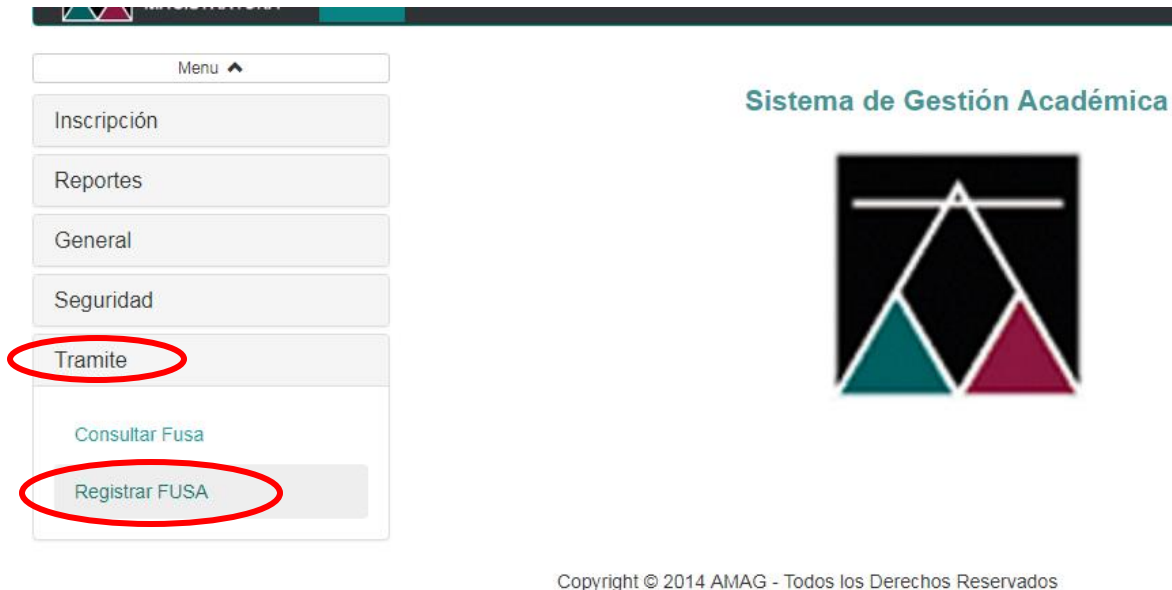 Menu
Inscripción
Reportes
General
Seguridad
Tramite
Consultar Fusa
Registrar FUSA
Sistema de Gestión Académica
Copyright © 2014 AMAG - Todos los Derechos Reservados